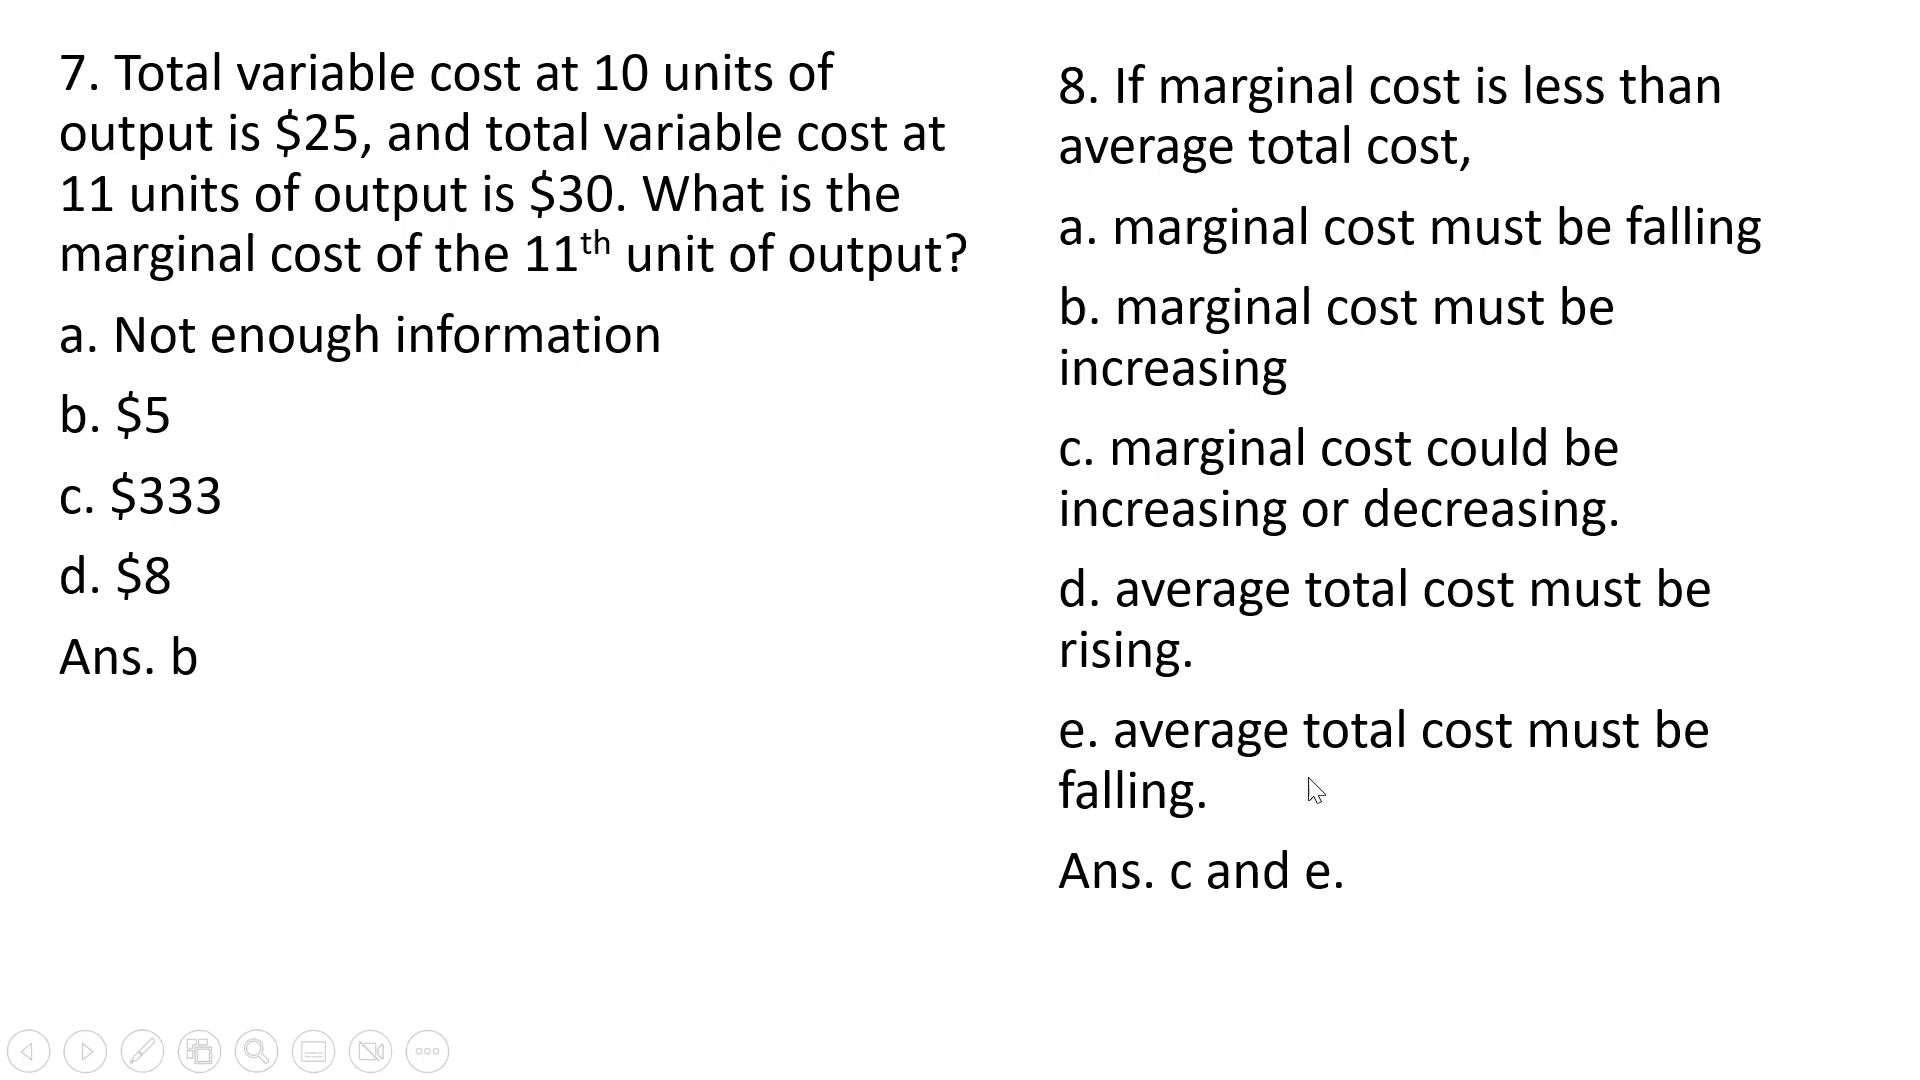 7. Total variable cost at 10 units of
output is $25, and total variable cost at
11 units of output is $30. What is the
marginal cost of the 11th unit of output?
a. Not enough information
b. $5
c. $333
d. $8
Ans. b
8. If marginal cost is less than
average total cost,
a. marginal cost must be falling
b. marginal cost must be
increasing
c. marginal cost could be
increasing or decreasing.
d. average total cost must be
rising.
e. average total cost must be
falling.
Ans. c and e.